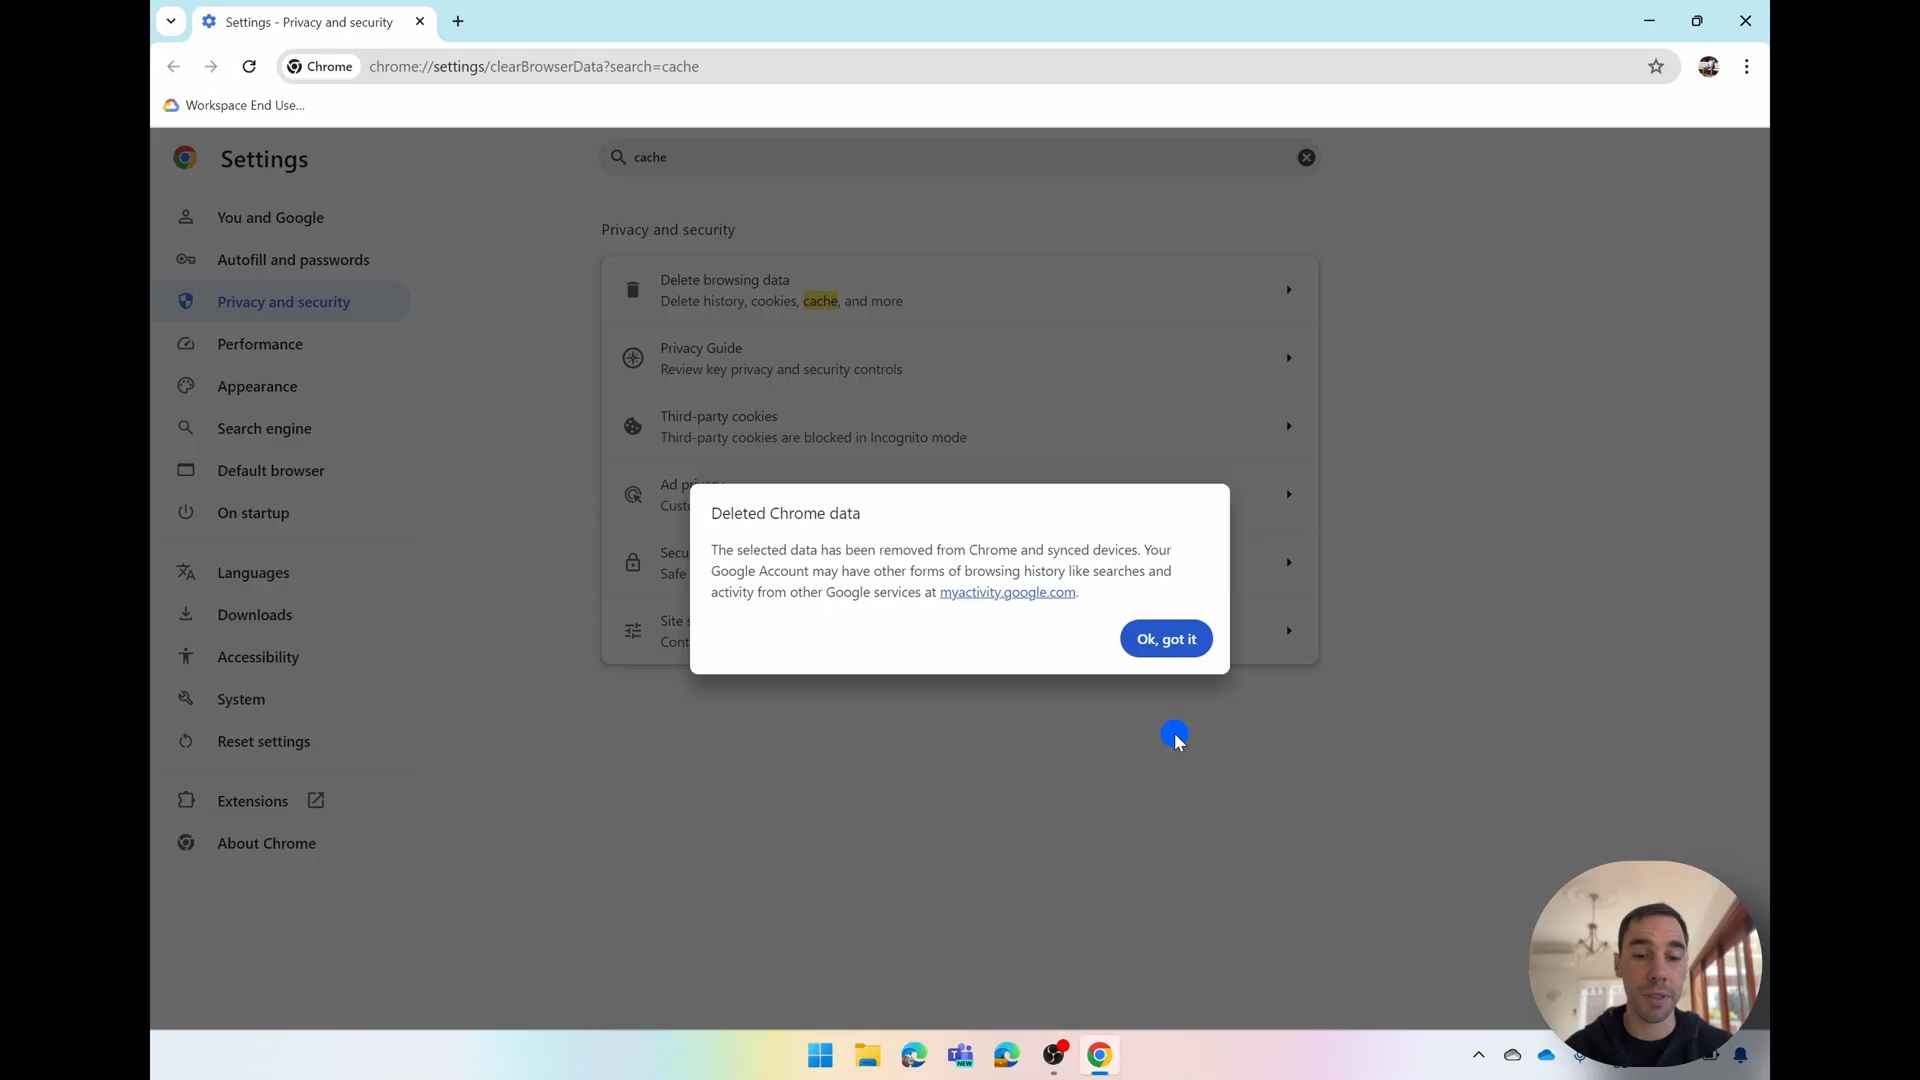 Settings - Privacy and security
Chrome
chrome://settings/clearBrowserData?search=cache
Workspace End Use...
Settings
cache
You and Google
Autofill and passwords
Privacy and security
Performance
Appearance
Search engine
Default browser
On startup
Languages
Downloads
Accessibility
System
Reset settings
Extensions
About Chrome
Privacy and security
Delete browsing data
Delete history, cookies, cache, and more
Privacy Guide
Review key privacy and security controls
Third-party cookies
Third-party cookies are blocked in Incognito mode
Ad privacy
Custo
Secu
Safe
Site s
Cont
Deleted Chrome data
The selected data has been removed from Chrome and synced devices. Your
Google Account may have other forms of browsing history like searches and
activity from other Google services at myactivity.google.com.
Ok, got it
NEW